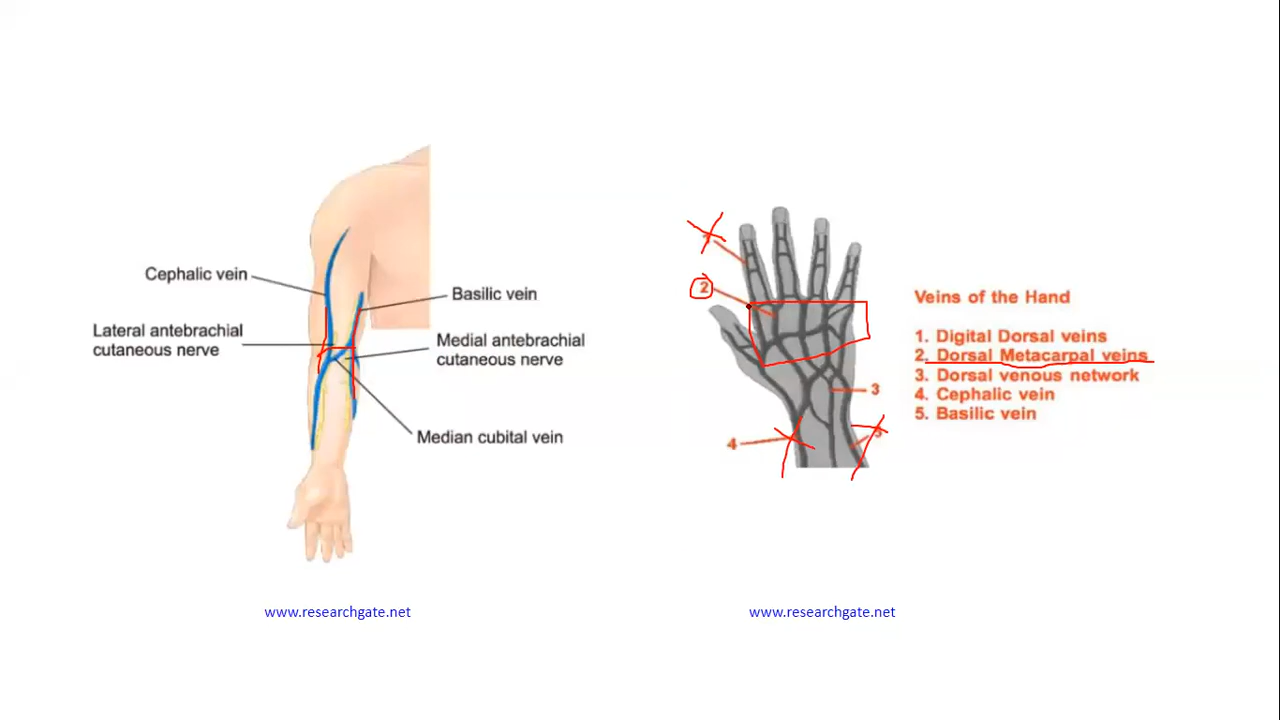 Cephalic vein
Lateral antebrachial
cutaneous nerve
Basilic vein
Medial antebrachial
cutaneous nerve
Median cubital vein
www.researchgate.net
1
2
3
4
5
Veins of the Hand
1. Digital Dorsal veins
2. Dorsal Metacarpal veins
3. Dorsal venous network
4. Cephalic vein
5. Basilic vein
www.researchgate.net